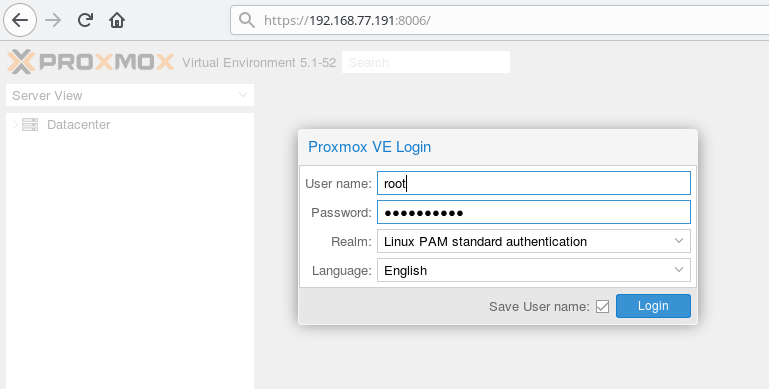 https://192.168.77.191:8006/
PROXMOX Virtual Environment 5.1-52 Search
Server View
Datacenter
Proxmox VE Login
User name: root
Password: ●●●●●●●●●●
Realm: Linux PAM standard authentication
Language: English
Save User name: Login